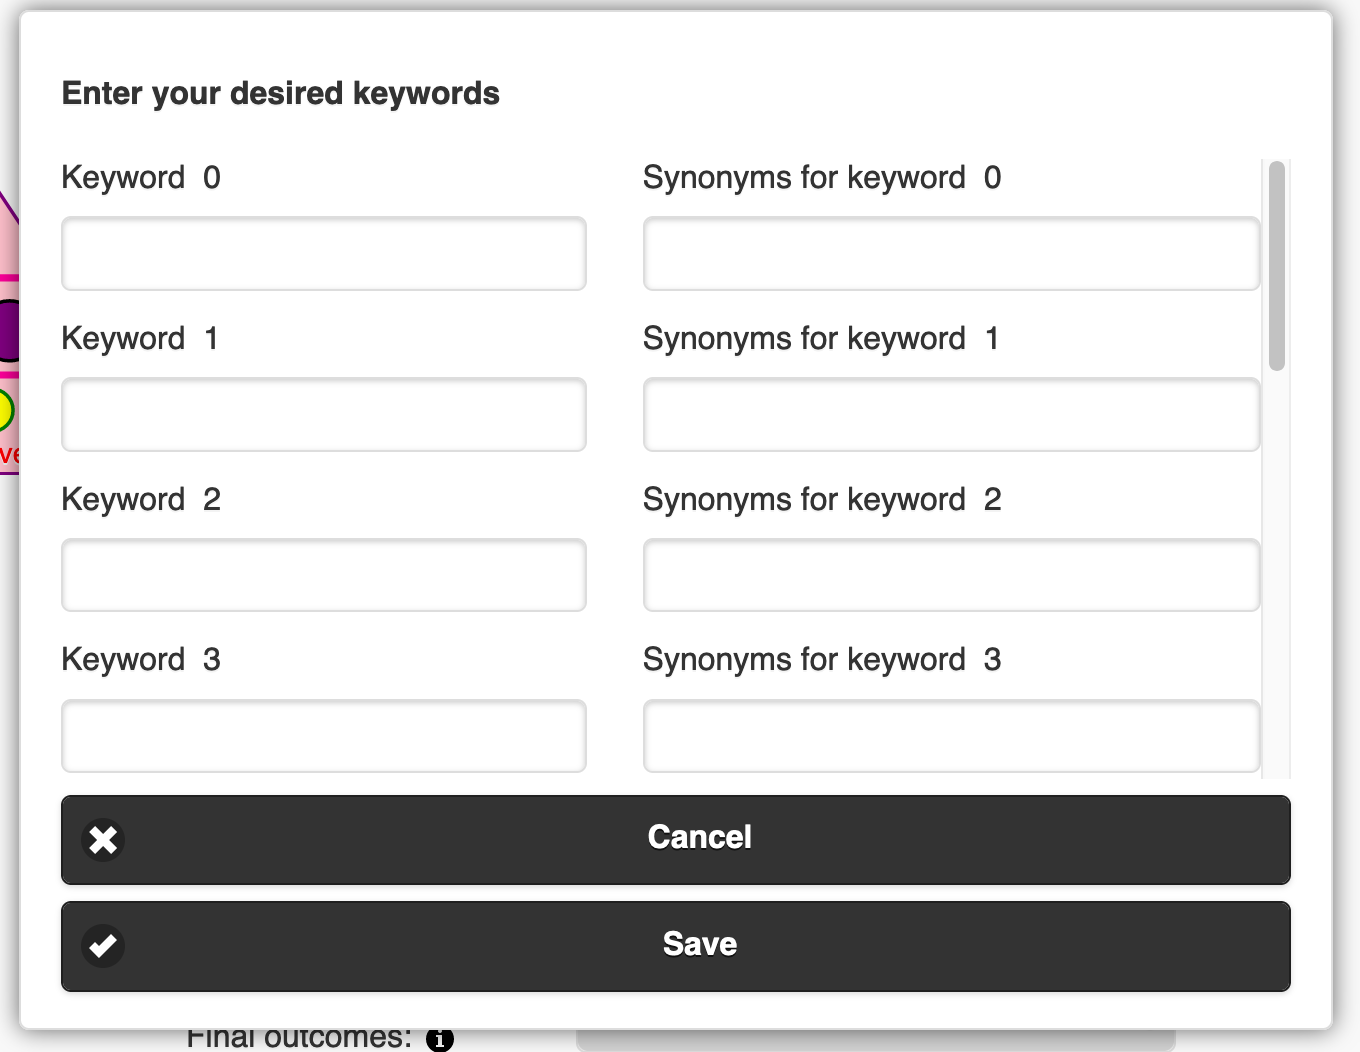 Enter your desired keywords
Keyword 0 Synonyms for keyword 0
Keyword 1 Synonyms for keyword 1
Keyword 2 Synonyms for keyword 2
Keyword 3 Synonyms for keyword 3
Cancel
Save
Final outcomes: